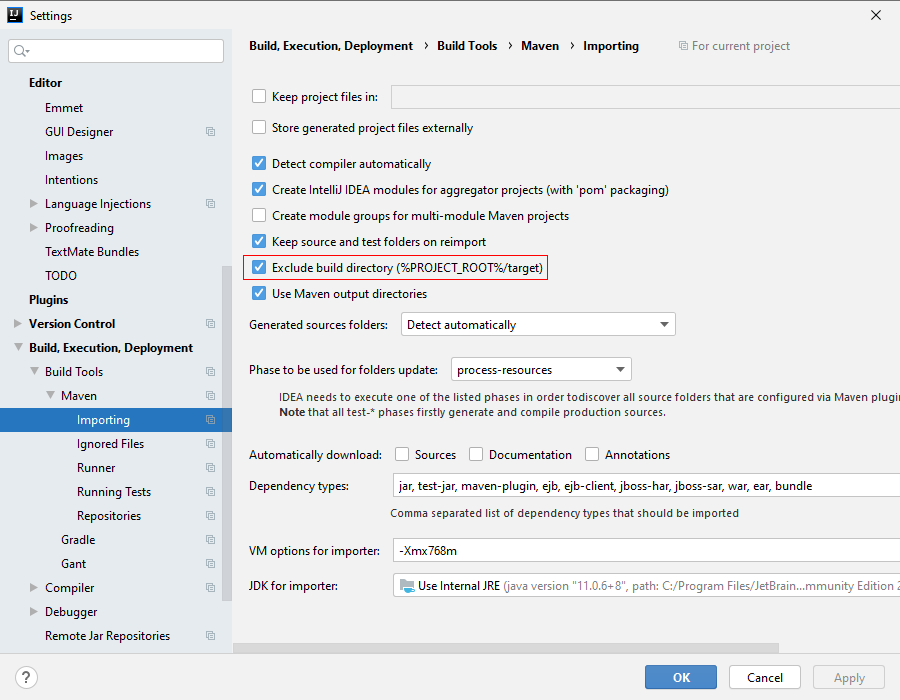 Settings
Editor
Emmet
GUI Designer
Images
Intentions
Language Injections
Proofreading
TextMate Bundles
TODO
Plugins
Version Control
Build, Execution, Deployment
Build Tools
Maven
Importing
Ignored Files
Runner
Running Tests
Repositories
Gradle
Gant
Compiler
Debugger
Remote Jar Repositories
Build, Execution, Deployment › Build Tools › Maven › Importing For current project
Keep project files in:
Store generated project files externally
Detect compiler automatically
Create IntelliJ IDEA modules for aggregator projects (with 'pom' packaging)
Create module groups for multi-module Maven projects
Keep source and test folders on reimport
Exclude build directory (%PROJECT_ROOT%/target)
Use Maven output directories
Generated sources folders: Detect automatically
Phase to be used for folders update: process-resources
IDEA needs to execute one of the listed phases in order todiscover all source folders that are configured via Maven plugin
Note that all test-* phases firstly generate and compile production sources.
Automatically download: Sources Documentation Annotations
Dependency types: jar, test-jar, maven-plugin, ejb, ejb-client, jboss-har, jboss-sar, war, ear, bundle
Comma separated list of dependency types that should be imported
VM options for importer: -Xmx768m
JDK for importer: Use Internal JRE (java version "11.0.6+8", path: C:/Program Files/JetBrain...mmunity Edition 2
? OK Cancel Apply